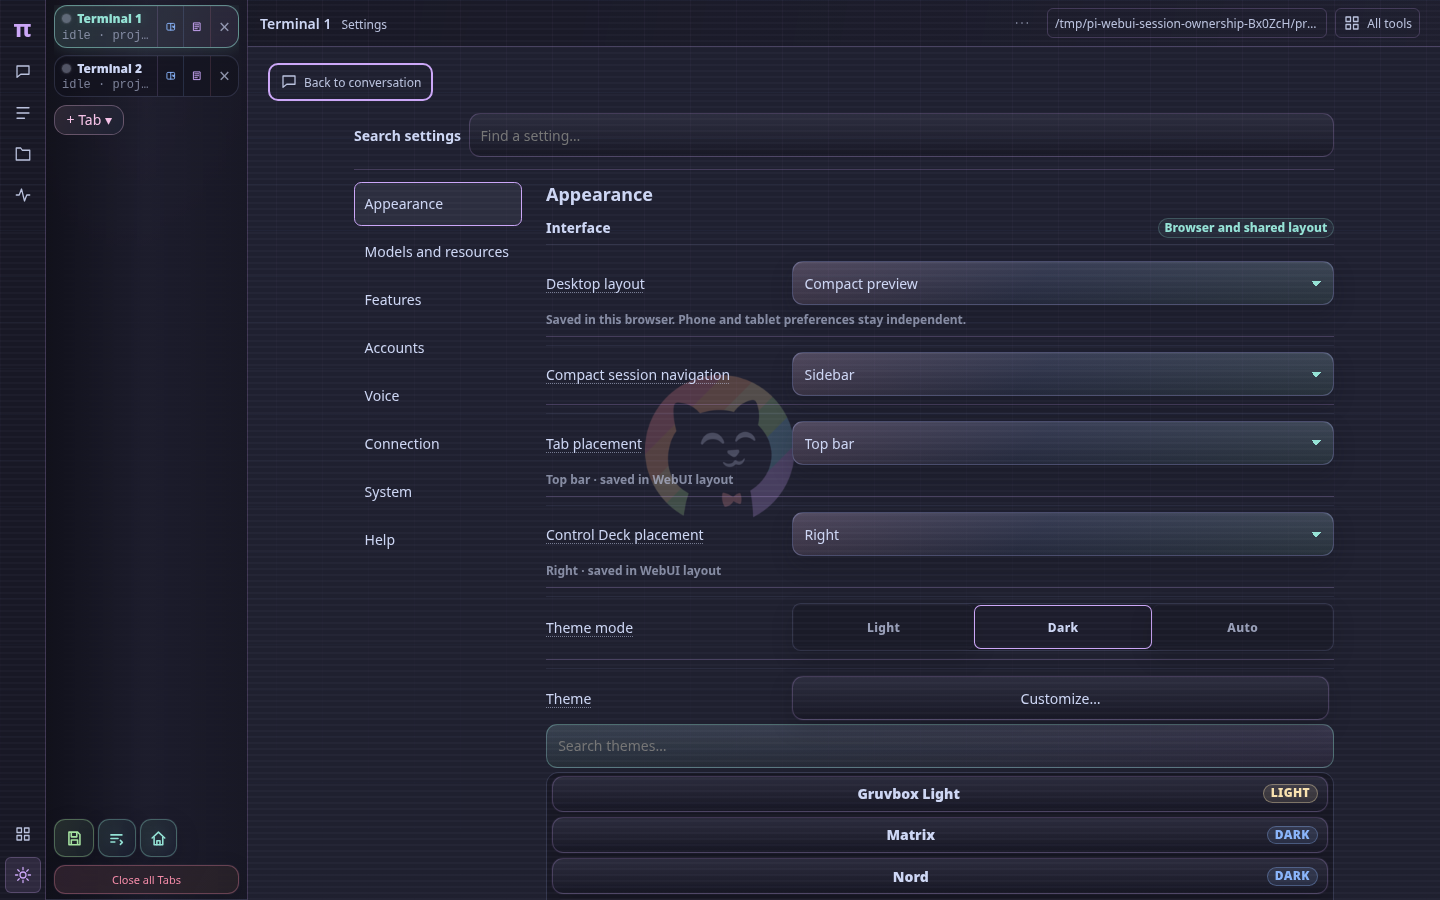 π
Terminal 1
idle · proj…
Terminal 2
idle · proj…
+ Tab ▾
Close all Tabs
Terminal 1 Settings
/tmp/pi-webui-session-ownership-Bx0ZcH/pr...
All tools
Back to conversation
Search settings
Find a setting...
Appearance
Models and resources
Features
Accounts
Voice
Connection
System
Help
Appearance
Interface
Browser and shared layout
Desktop layout
Compact preview
Saved in this browser. Phone and tablet preferences stay independent.
Compact session navigation
Sidebar
Tab placement
Top bar
Top bar · saved in WebUI layout
Control Deck placement
Right
Right · saved in WebUI layout
Theme mode
Light
Dark
Auto
Theme
Customize...
Search themes...
Gruvbox Light
LIGHT
Matrix
DARK
Nord
DARK